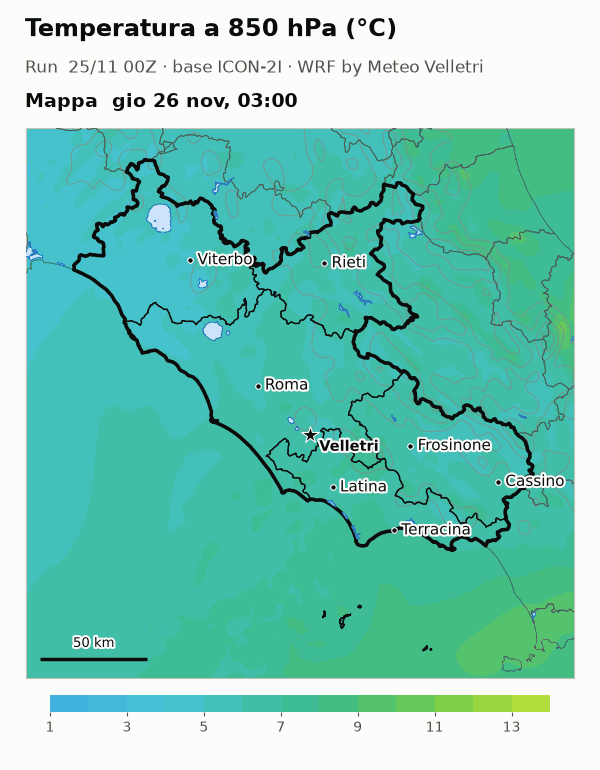 Temperatura a 850 hPa (°C)
Run  25/11 00Z · base ICON-2I · WRF by Meteo Velletri
Mappa  gio 26 nov, 03:00
Viterbo
Rieti
Roma
Velletri
Frosinone
Cassino
Latina
Terracina
50 km
1 3 5 7 9 11 13